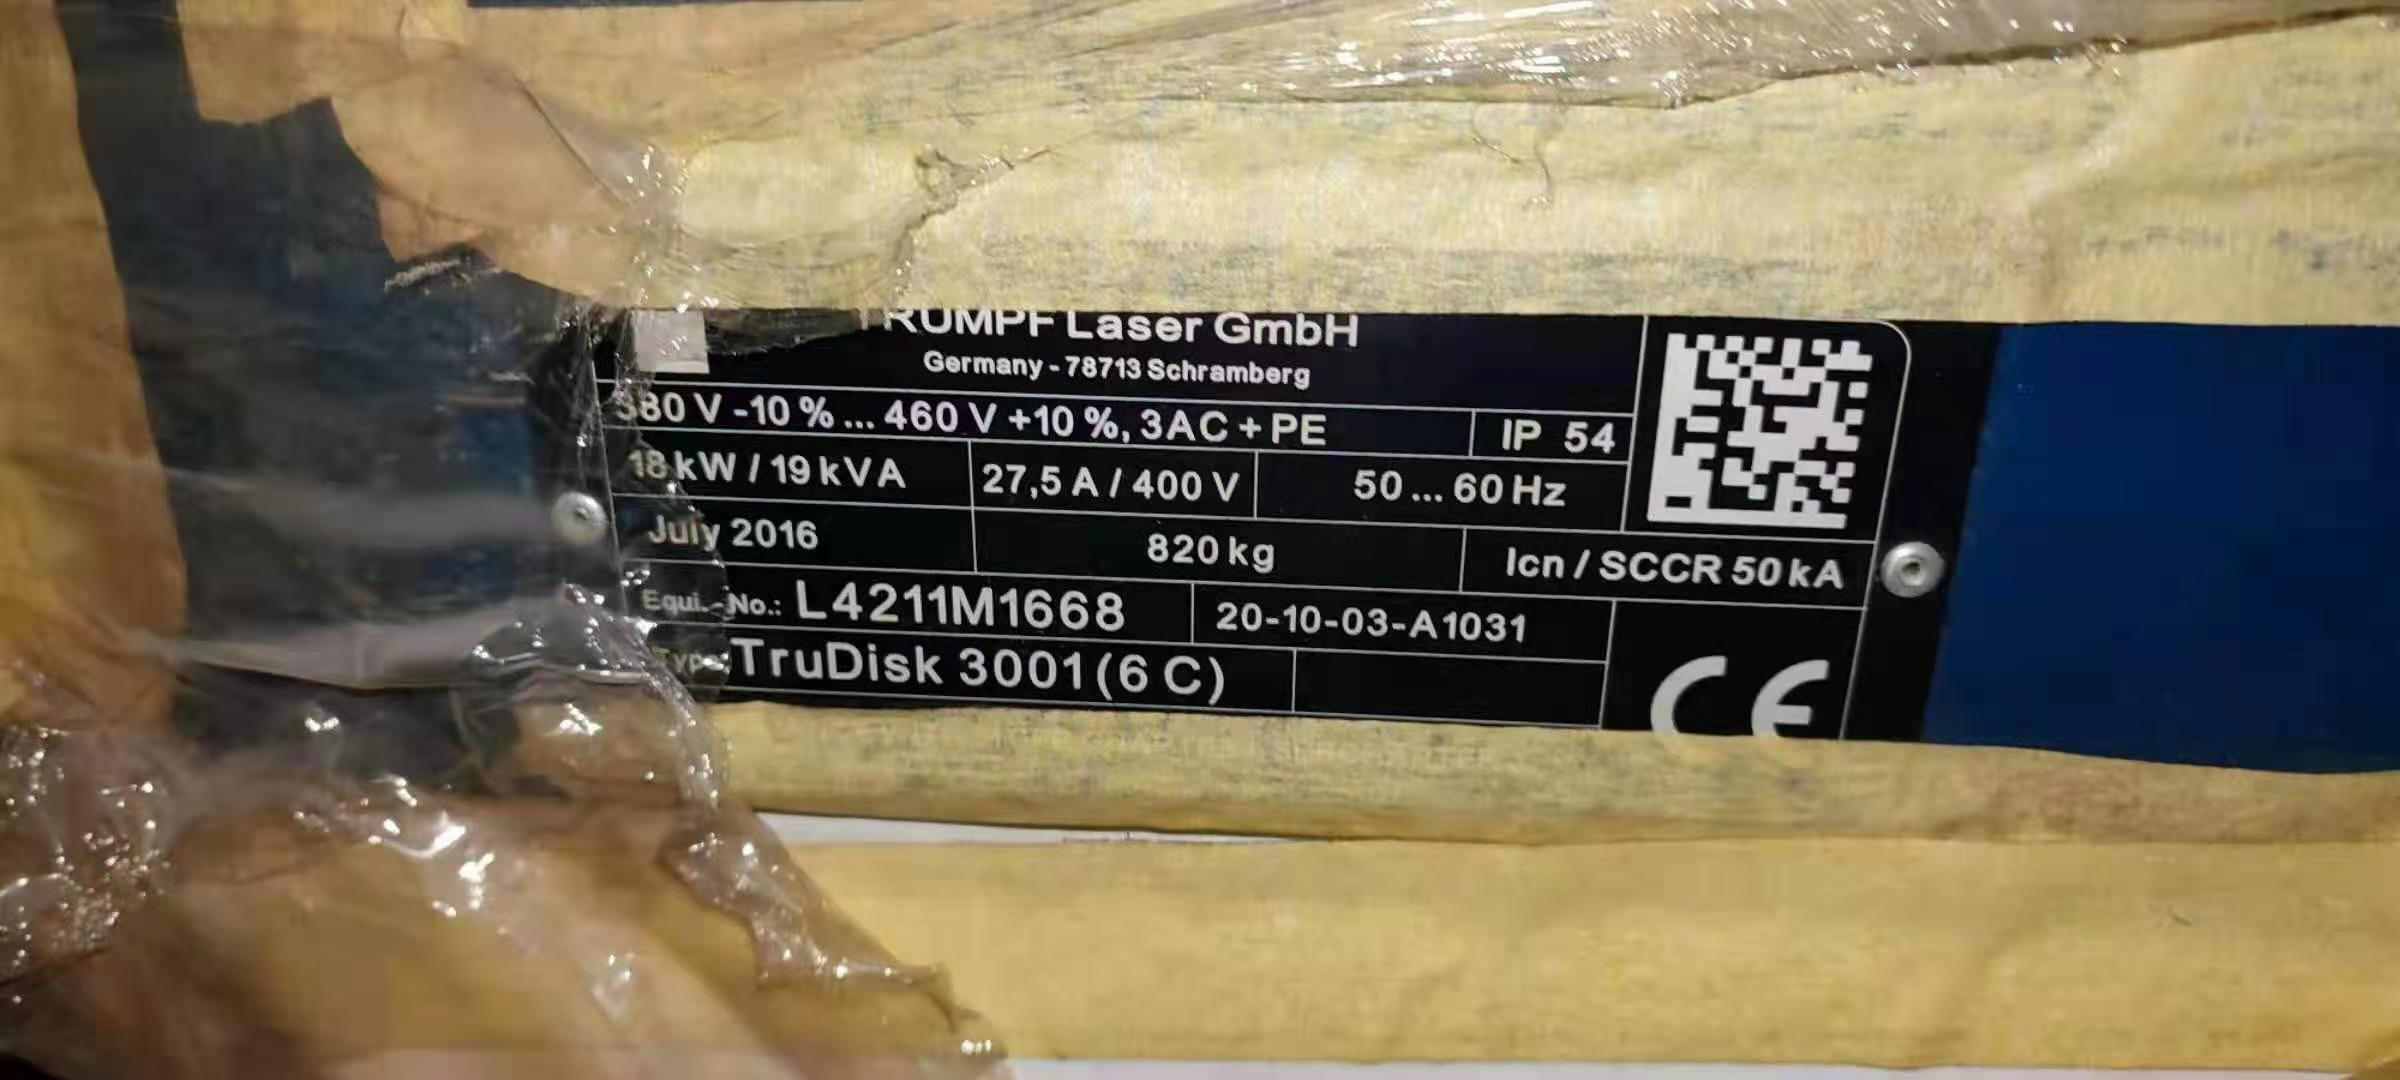 TRUMPF Laser GmbH
Germany - 78713 Schramberg
380 V -10 % ... 460 V +10 %, 3AC + PE
IP 54
18 kW / 19 kVA
27,5 A / 400 V
50 ... 60 Hz
July 2016
820 kg
Icn / SCCR 50 kA
Equi.-No.: L4211M1668
20-10-03-A1031
Type: TruDisk 3001 (6 C)
CE